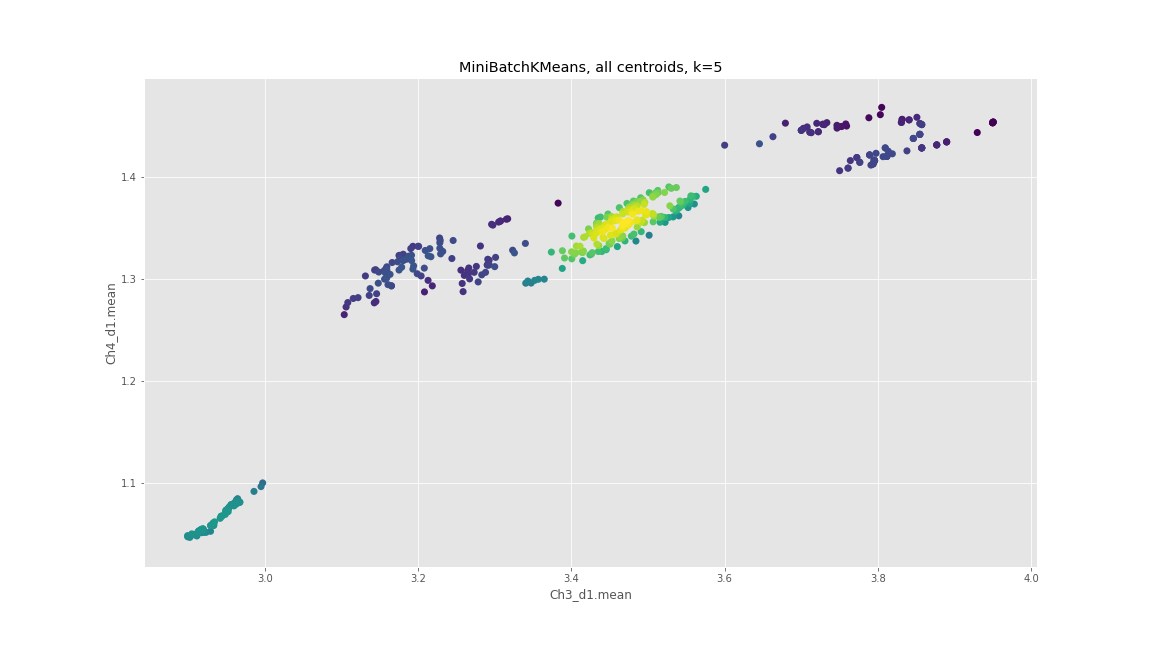 MiniBatchKMeans, all centroids, k=5
Ch4_d1.mean
1.4
1.3
1.2
1.1
3.0 3.2 3.4 3.6 3.8 4.0
Ch3_d1.mean